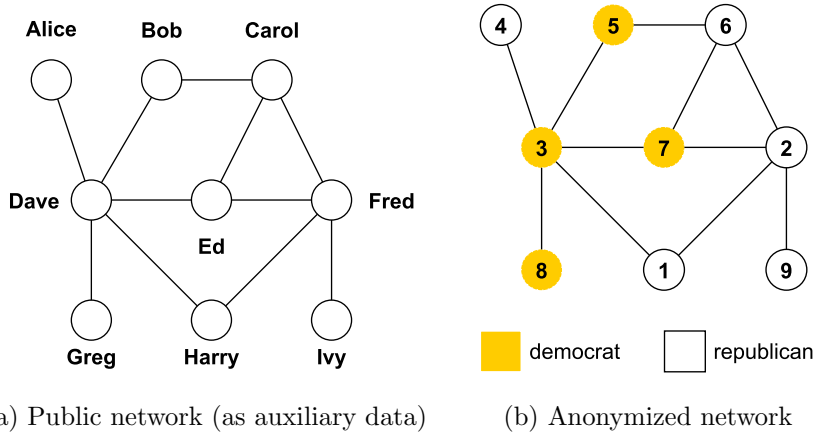 Alice
Bob
Carol
Dave
Fred
Ed
Greg
Harry
Ivy
a) Public network (as auxiliary data)
4
5
6
3
7
2
8
1
9
democrat
republican
(b) Anonymized network